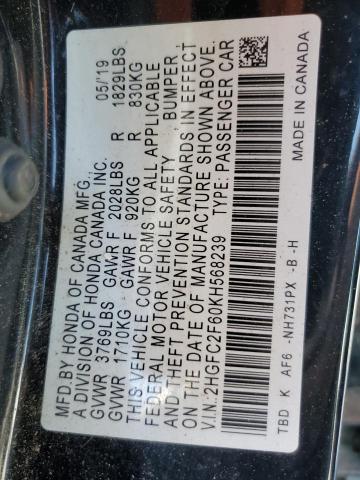 MFD.BY HONDA OF CANADA MFG.,
A DIVISION OF HONDA CANADA INC. 05/'19
GVWR 3769LBS GAWR F 2028LBS R 1829LBS
GVWR 1710KG GAWR F 920KG R 830KG
THIS VEHICLE CONFORMS TO ALL APPLICABLE
FEDERAL MOTOR VEHICLE SAFETY, BUMPER,
AND THEFT PREVENTION STANDARDS IN EFFECT
ON THE DATE OF MANUFACTURE SHOWN ABOVE.
V.I.N.:2HGFC2F60KH568239 TYPE: PASSENGER CAR
TBD K AF6 -NH731PX -B -H MADE IN CANADA